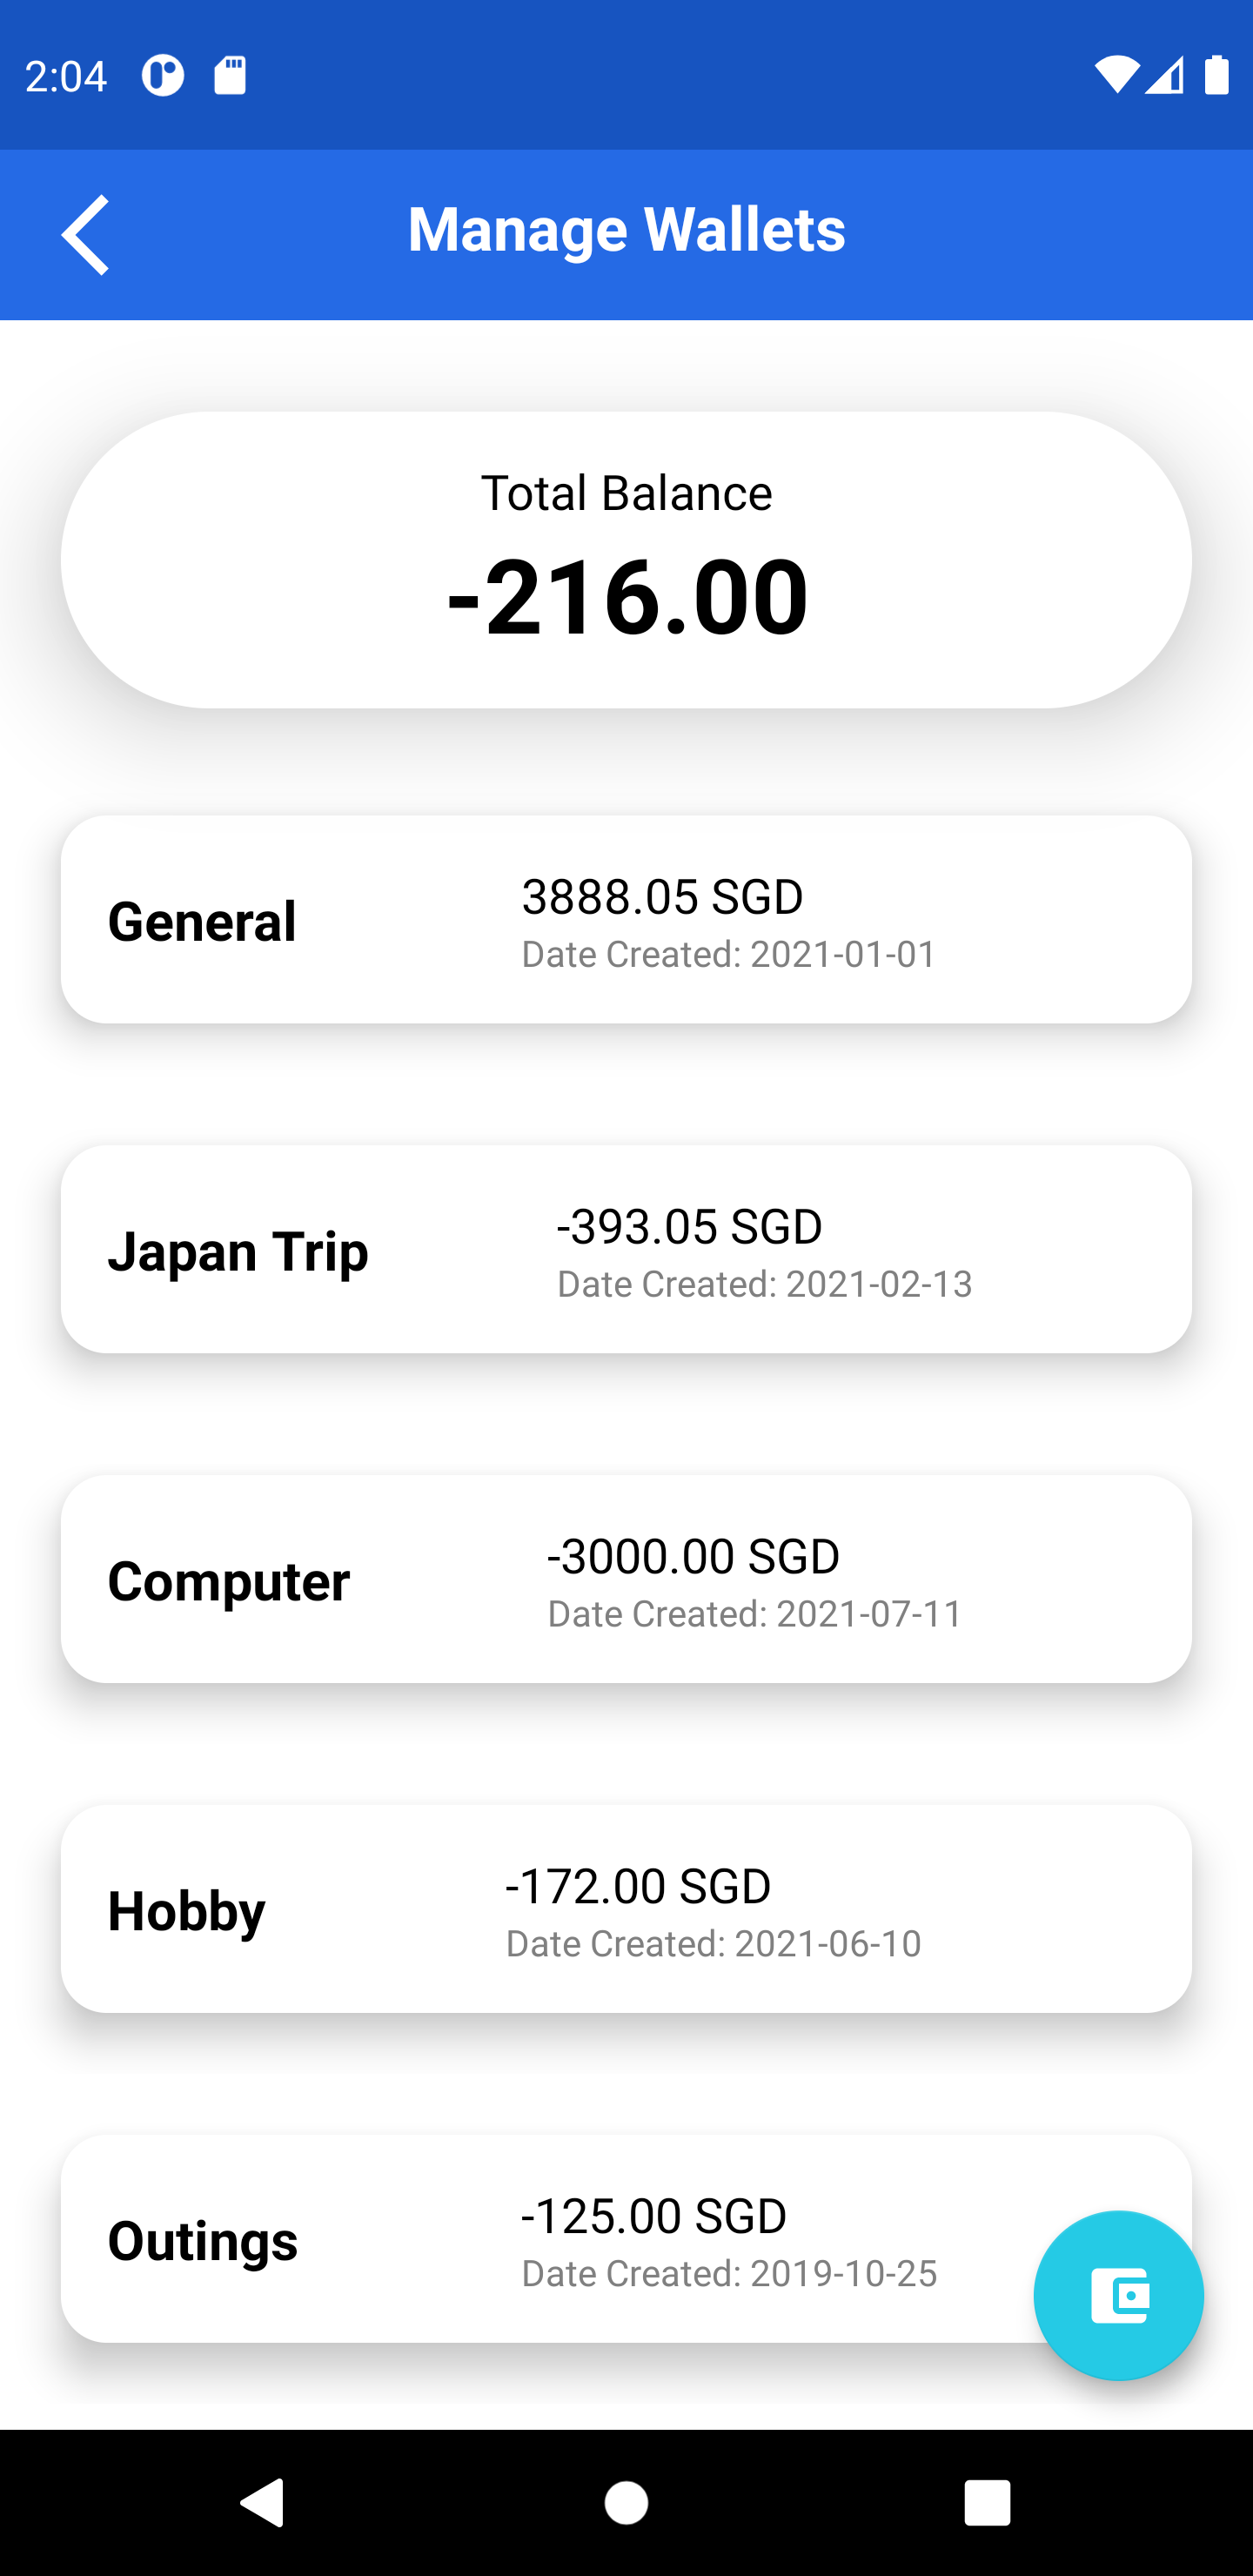 2:04
Manage Wallets
Total Balance
-216.00
General
3888.05 SGD
Date Created: 2021-01-01
Japan Trip
-393.05 SGD
Date Created: 2021-02-13
Computer
-3000.00 SGD
Date Created: 2021-07-11
Hobby
-172.00 SGD
Date Created: 2021-06-10
Outings
-125.00 SGD
Date Created: 2019-10-25